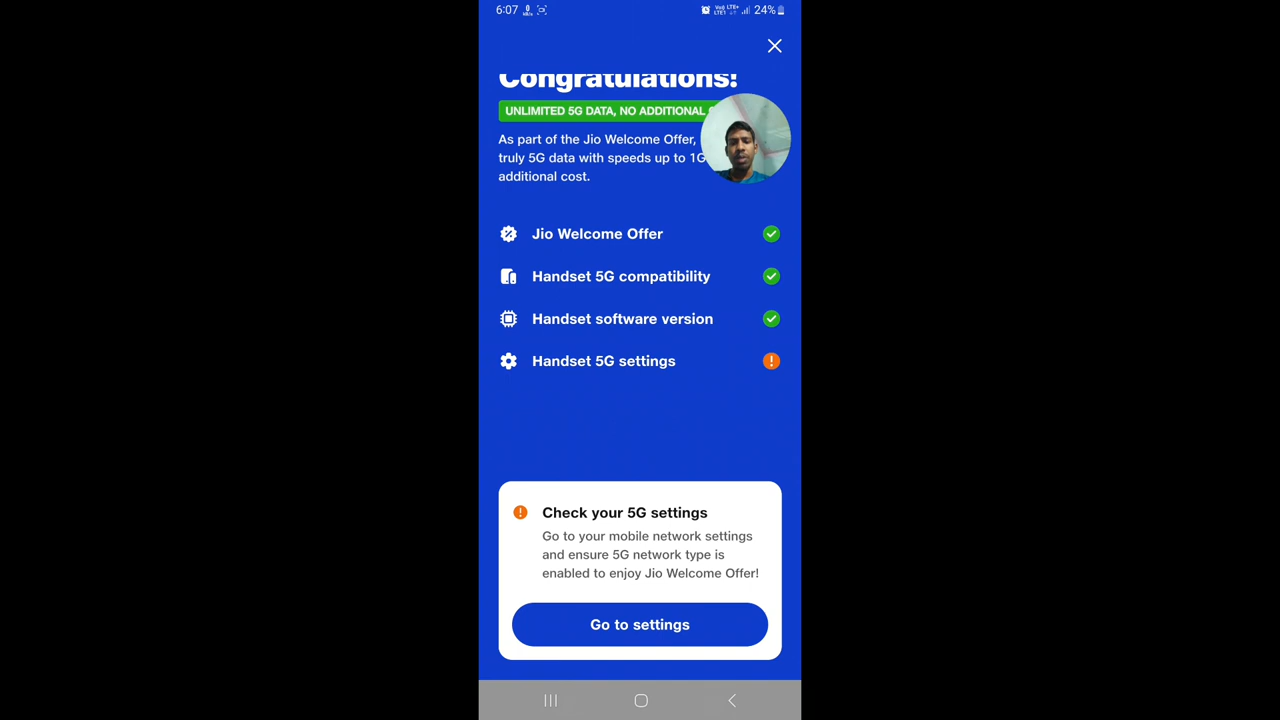 6:07
24%
Congratulations!
UNLIMITED 5G DATA, NO ADDITIONAL
As part of the Jio Welcome Offer,
truly 5G data with speeds up to 1G
additional cost.
Jio Welcome Offer
Handset 5G compatibility
Handset software version
Handset 5G settings
Check your 5G settings
Go to your mobile network settings
and ensure 5G network type is
enabled to enjoy Jio Welcome Offer!
Go to settings